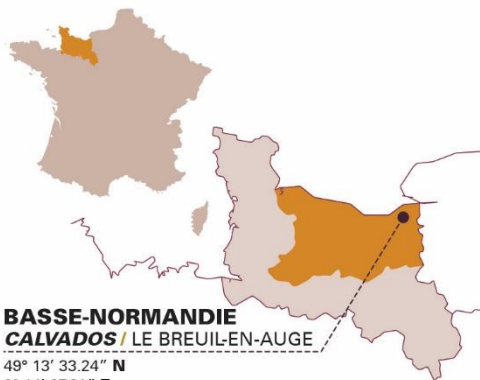 BASSE-NORMANDIE
CALVADOS / LE BREUIL-EN-AUGE
49° 13' 33.24" N